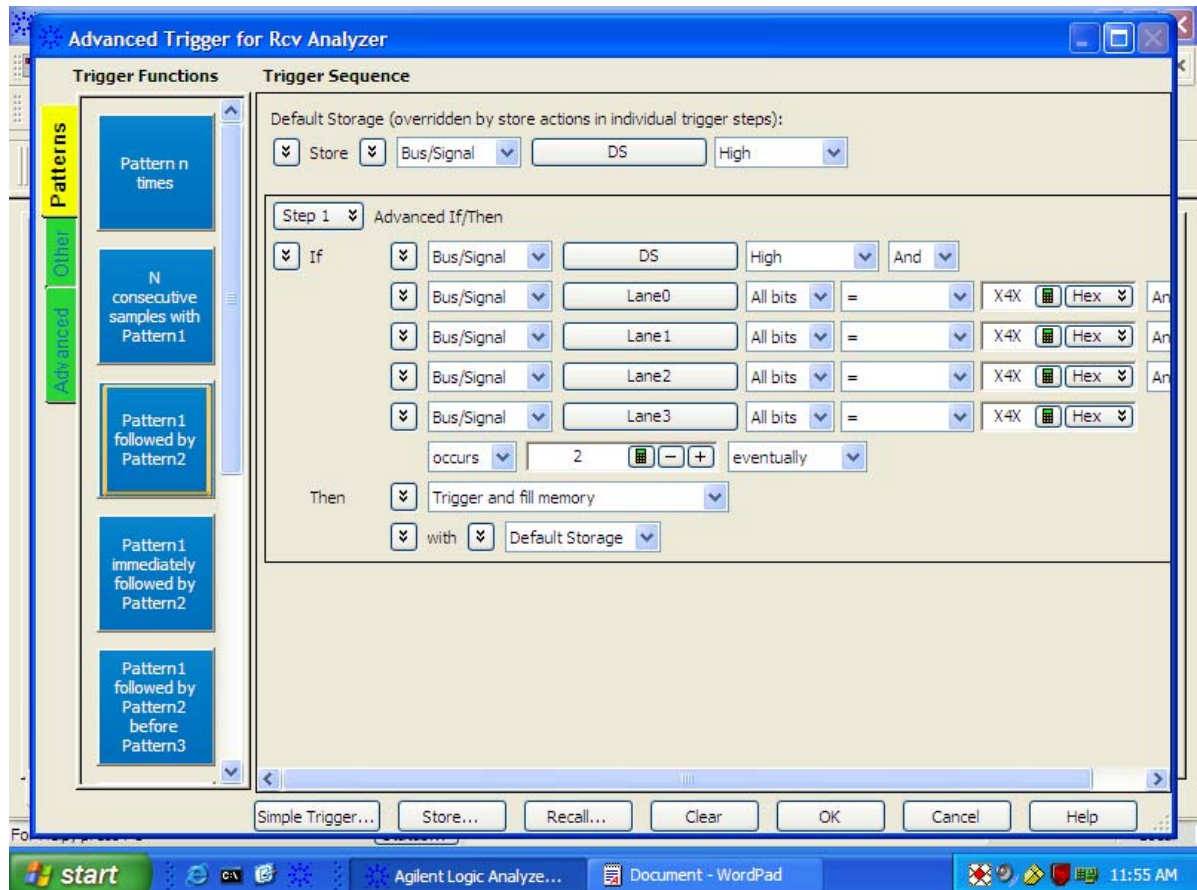 Advanced Trigger for Rcv Analyzer
Trigger Functions Trigger Sequence
Patterns
Other
Advanced
Pattern n
times
N
consecutive
samples with
Pattern1
Pattern1
followed by
Pattern2
Pattern1
immediately
followed by
Pattern2
Pattern1
followed by
Pattern2
before
Pattern3
Default Storage (overridden by store actions in individual trigger steps):
Store Bus/Signal DS High
Step 1 Advanced If/Then
If Bus/Signal DS High And
Bus/Signal Lane0 All bits = X4X Hex An
Bus/Signal Lane1 All bits = X4X Hex An
Bus/Signal Lane2 All bits = X4X Hex An
Bus/Signal Lane3 All bits = X4X Hex
occurs 2 eventually
Then Trigger and fill memory
with Default Storage
Simple Trigger... Store... Recall... Clear OK Cancel Help
start Agilent Logic Analyze... Document - WordPad 11:55 AM